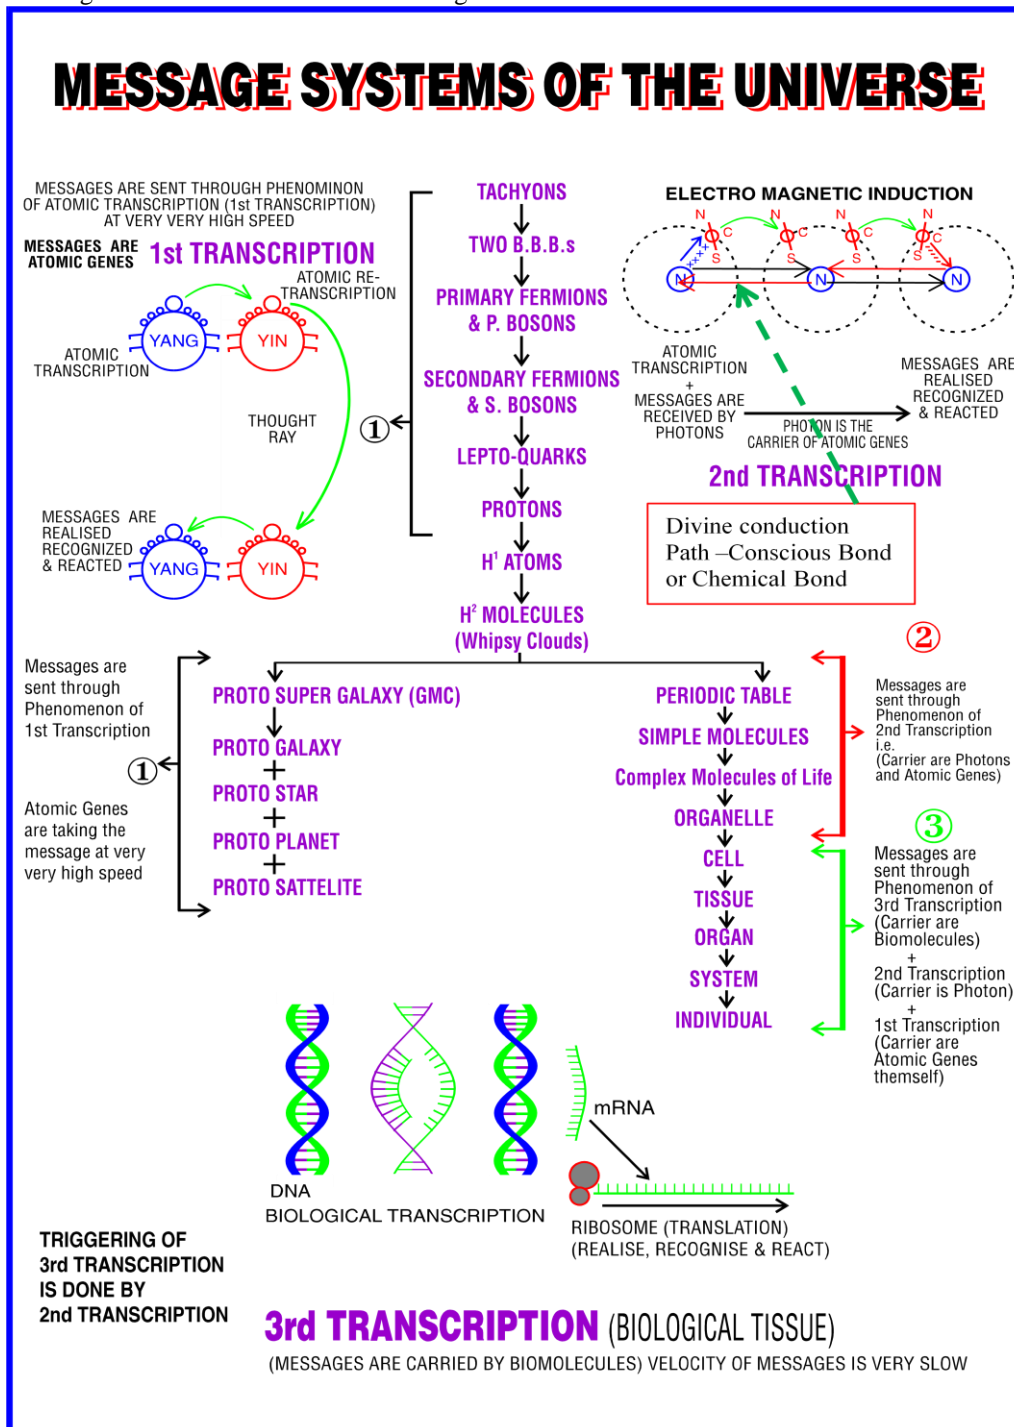 MESSAGE SYSTEMS OF THE UNIVERSE
MESSAGES ARE SENT THROUGH PHENOMINON
OF ATOMIC TRANSCRIPTION (1st TRANSCRIPTION)
AT VERY VERY HIGH SPEED
MESSAGES ARE
ATOMIC GENES
1st TRANSCRIPTION
ATOMIC RE-
TRANSCRIPTION
YANG
YIN
ATOMIC
TRANSCRIPTION
THOUGHT
RAY
MESSAGES ARE
REALISED
RECOGNIZED
& REACTED
YANG
YIN
1
TACHYONS
TWO B.B.B.s
PRIMARY FERMIONS
& P. BOSONS
SECONDARY FERMIONS
& S. BOSONS
LEPTO-QUARKS
PROTONS
H¹ ATOMS
H² MOLECULES
(Whipsy Clouds)
ELECTRO MAGNETIC INDUCTION
N
C
S
N
C
S
N
C
S
N
C
S
N
N
N
ATOMIC
TRANSCRIPTION
+
MESSAGES ARE
RECEIVED BY
PHOTONS
PHOTON IS THE
CARRIER OF ATOMIC GENES
MESSAGES ARE
REALISED
RECOGNIZED
& REACTED
2nd TRANSCRIPTION
Divine conduction
Path –Conscious Bond
or Chemical Bond
Messages are
sent through
Phenomenon of
1st Transcription
1
Atomic Genes
are taking the
message at very
very high speed
PROTO SUPER GALAXY (GMC)
PROTO GALAXY
+
PROTO STAR
+
PROTO PLANET
+
PROTO SATTELITE
PERIODIC TABLE
SIMPLE MOLECULES
Complex Molecules of Life
ORGANELLE
CELL
TISSUE
ORGAN
SYSTEM
INDIVIDUAL
2
Messages are
sent through
Phenomenon of
2nd Transcription
i.e.
(Carrier are Photons
and Atomic Genes)
3
Messages are
sent through
Phenomenon of
3rd Transcription
(Carrier are
Biomolecules)
+
2nd Transcription
(Carrier is Photon)
+
1st Transcription
(Carrier are
Atomic Genes
themself)
mRNA
DNA
BIOLOGICAL TRANSCRIPTION
RIBOSOME (TRANSLATION)
(REALISE, RECOGNISE & REACT)
TRIGGERING OF
3rd TRANSCRIPTION
IS DONE BY
2nd TRANSCRIPTION
3rd TRANSCRIPTION (BIOLOGICAL TISSUE)
(MESSAGES ARE CARRIED BY BIOMOLECULES) VELOCITY OF MESSAGES IS VERY SLOW